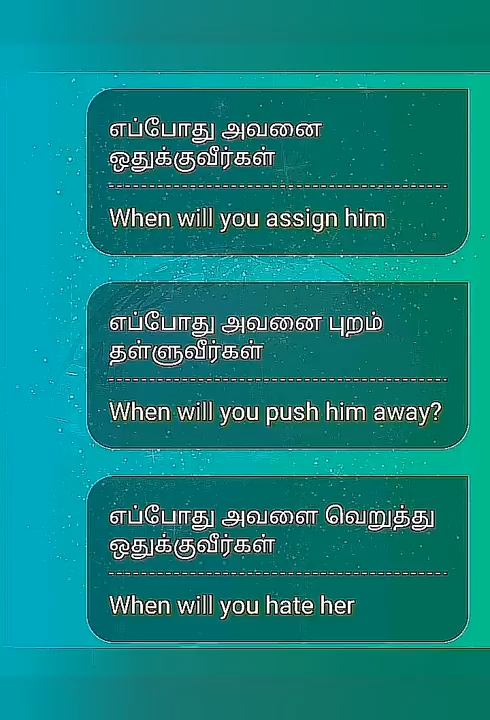 எப்போது அவனை
ஒதுக்குவீர்கள்
When will you assign him
எப்போது அவனை புறம்
தள்ளுவீர்கள்
When will you push him away?
எப்போது அவளை வெறுத்து
ஒதுக்குவீர்கள்
When will you hate her